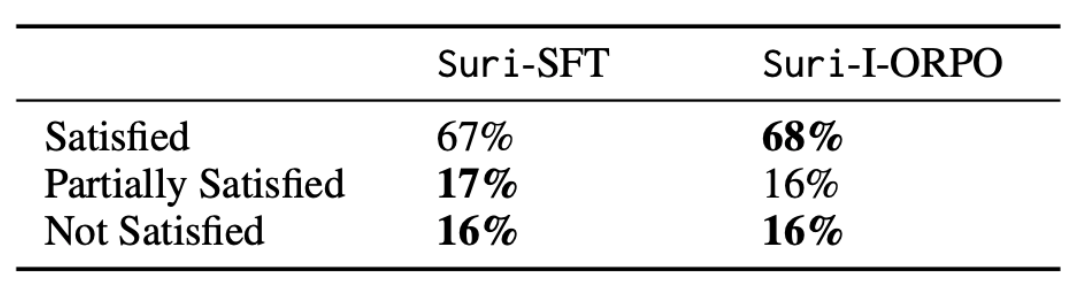 Suri-SFT Suri-I-ORPO
Satisfied 67% 68%
Partially Satisfied 17% 16%
Not Satisfied 16% 16%